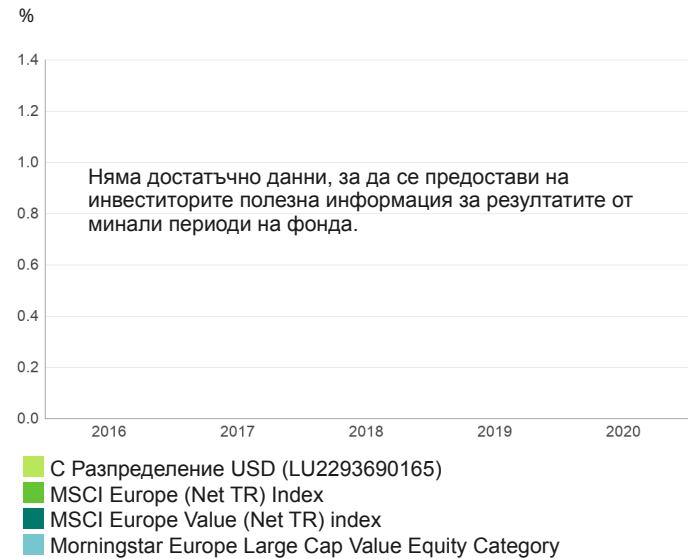 %
1.4
1.2
1.0
Няма достатъчно данни, за да се предостави на
инвеститорите полезна информация за резултатите от
0.8
минали периоди на фонда.
0.6
0.4
0.2
0.0
2016 2017 2018 2019 2020
С Разпределение USD (LU2293690165)
MSCI Europe (Net TR) Index
MSCI Europe Value (Net TR) index
Morningstar Europe Large Cap Value Equity Category